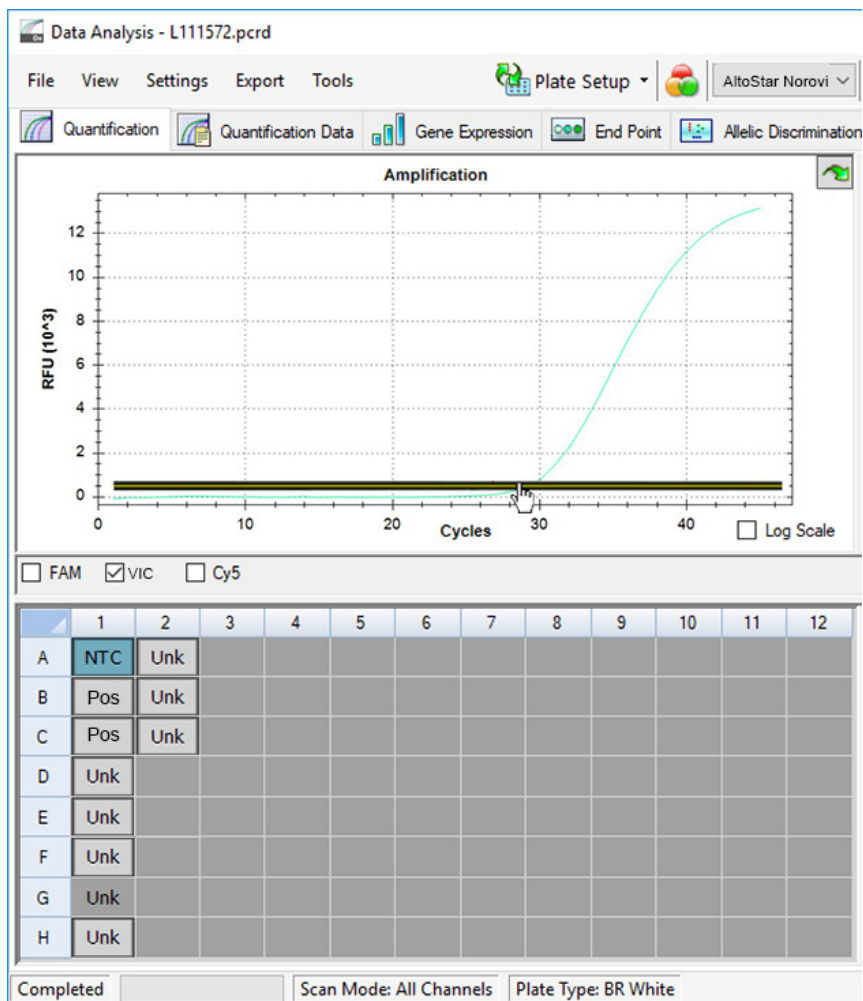 Data Analysis - L111572.pcrd
File View Settings Export Tools Plate Setup AltoStar Norovi
Quantification Quantification Data Gene Expression End Point Allelic Discrimination
Amplification
12
10
8
6
4
2
0
RFU (10^3)
0 10 20 30 40
Cycles
Log Scale
FAM VIC Cy5
1 2 3 4 5 6 7 8 9 10 11 12
A NTC Unk
B Pos Unk
C Pos Unk
D Unk
E Unk
F Unk
G Unk
H Unk
Completed Scan Mode: All Channels Plate Type: BR White